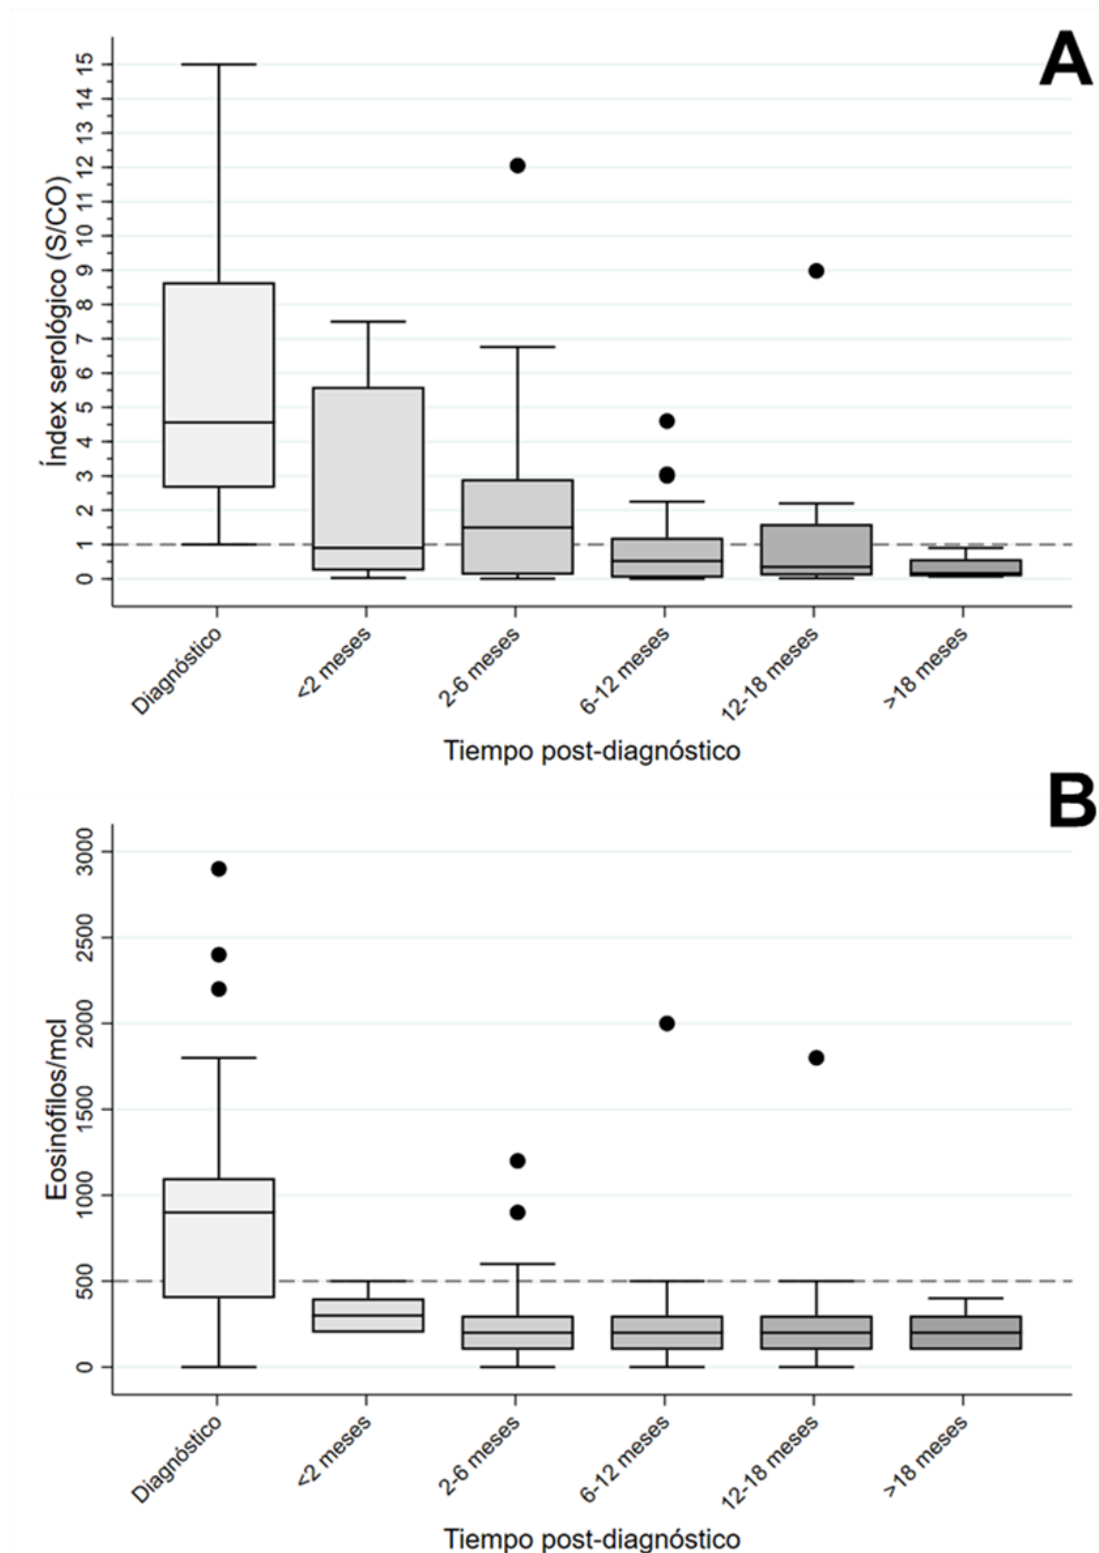 A
15
14
13
12
11
10
9
8
7
6
5
4
3
2
1
0
Índex serológico (S/CO)
Diagnóstico
<2 meses
2-6 meses
6-12 meses
12-18 meses
>18 meses
Tiempo post-diagnóstico
B
3000
2500
2000
1500
1000
500
0
Eosinófilos/mcl
Diagnóstico
<2 meses
2-6 meses
6-12 meses
12-18 meses
>18 meses
Tiempo post-diagnóstico